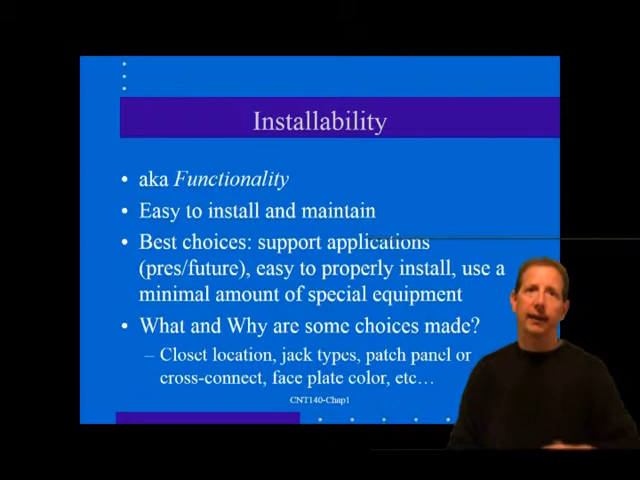 Installability
• aka Functionality
• Easy to install and maintain
• Best choices: support applications
(pres/future), easy to properly install, use a
minimal amount of special equipment
• What and Why are some choices made?
– Closet location, jack types, patch panel or
cross-connect, face plate color, etc…
CNT140-Chap1